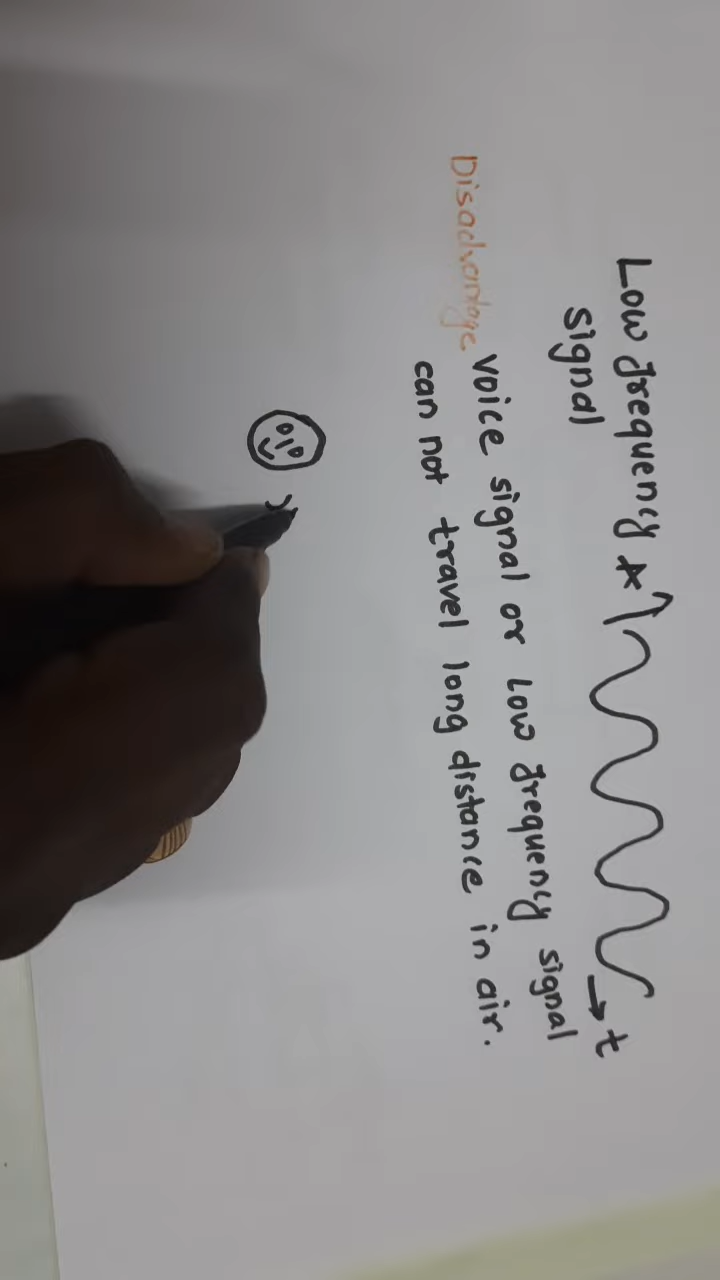 Low frequency
signal
A
→ t
Disadvantage
voice signal or Low frequency signal
can not travel long distance in air.